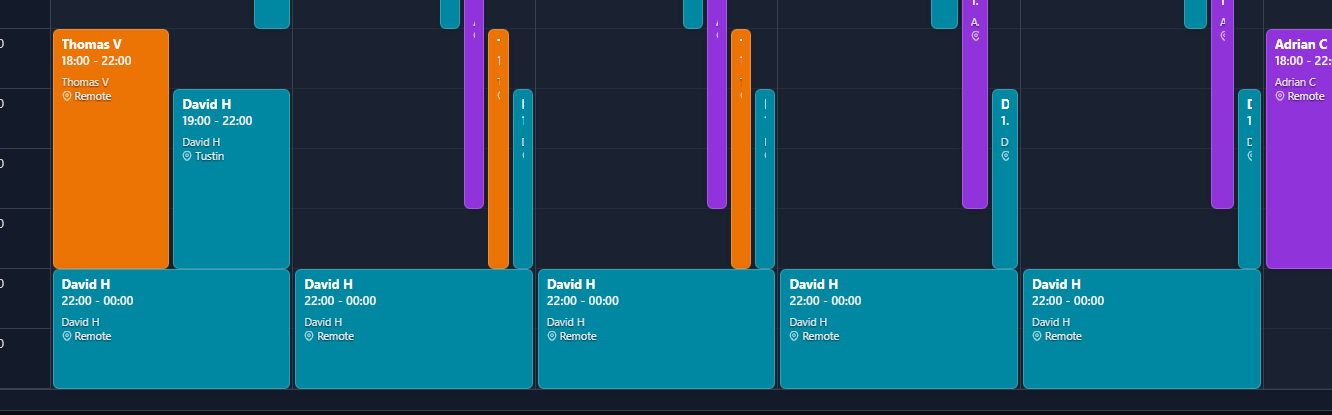 Thomas V
18:00 - 22:00
Thomas V
Remote
David H
19:00 - 22:00
David H
Tustin
A.
D
1.
D
D
1
D
Adrian C
18:00 - 22:
Adrian C
Remote
David H
22:00 - 00:00
David H
Remote
David H
22:00 - 00:00
David H
Remote
David H
22:00 - 00:00
David H
Remote
David H
22:00 - 00:00
David H
Remote
David H
22:00 - 00:00
David H
Remote